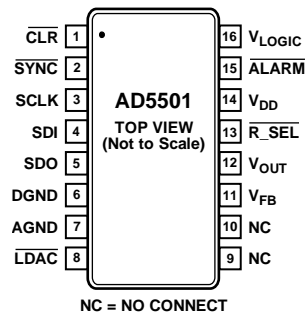 CLR 1
SYNC 2
SCLK 3
SDI 4
SDO 5
DGND 6
AGND 7
LDAC 8
AD5501
TOP VIEW
(Not to Scale)
16 VLOGIC
15 ALARM
14 VDD
13 R_SEL
12 VOUT
11 VFB
10 NC
9 NC
NC = NO CONNECT